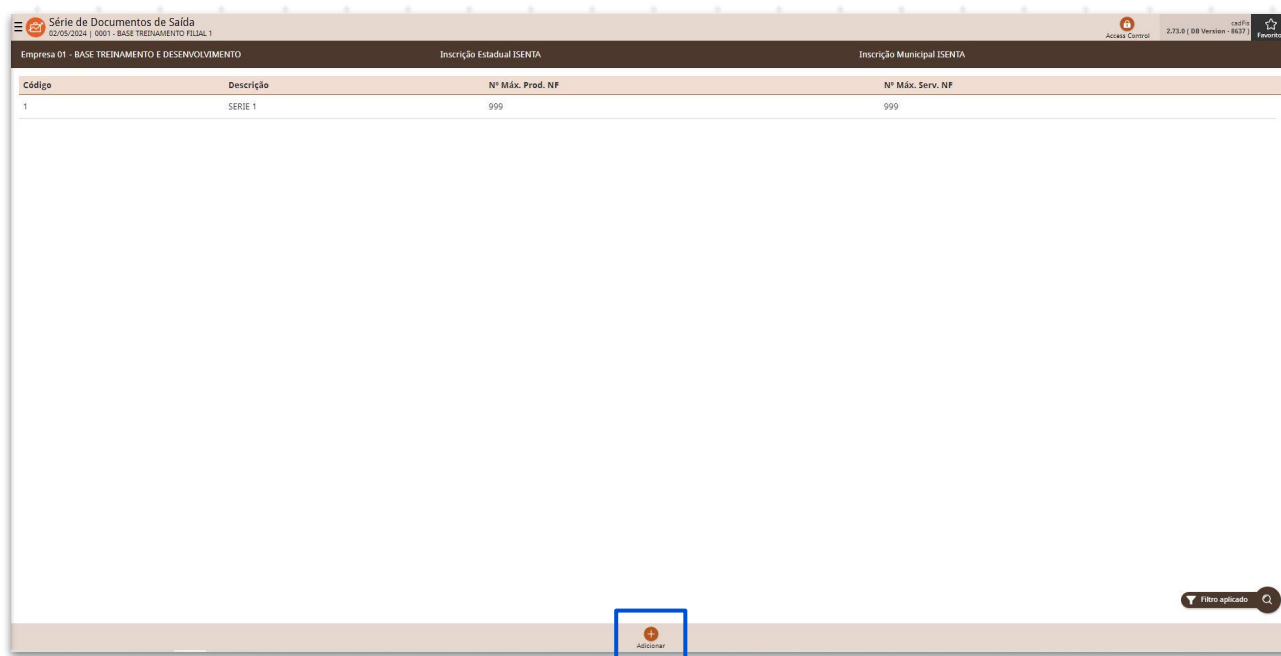 Série de Documentos de Saída
02/05/2024 | 0001 - BASE TREINAMENTO FILIAL 1
Access Control
cadFis
2.73.0 ( DB Version - 8637 )
Favorito
Empresa 01 - BASE TREINAMENTO E DESENVOLVIMENTO Inscrição Estadual ISENTA Inscrição Municipal ISENTA
Código Descrição Nº Máx. Prod. NF Nº Máx. Serv. NF
1 SERIE 1 999 999
Filtro aplicado
Adicionar